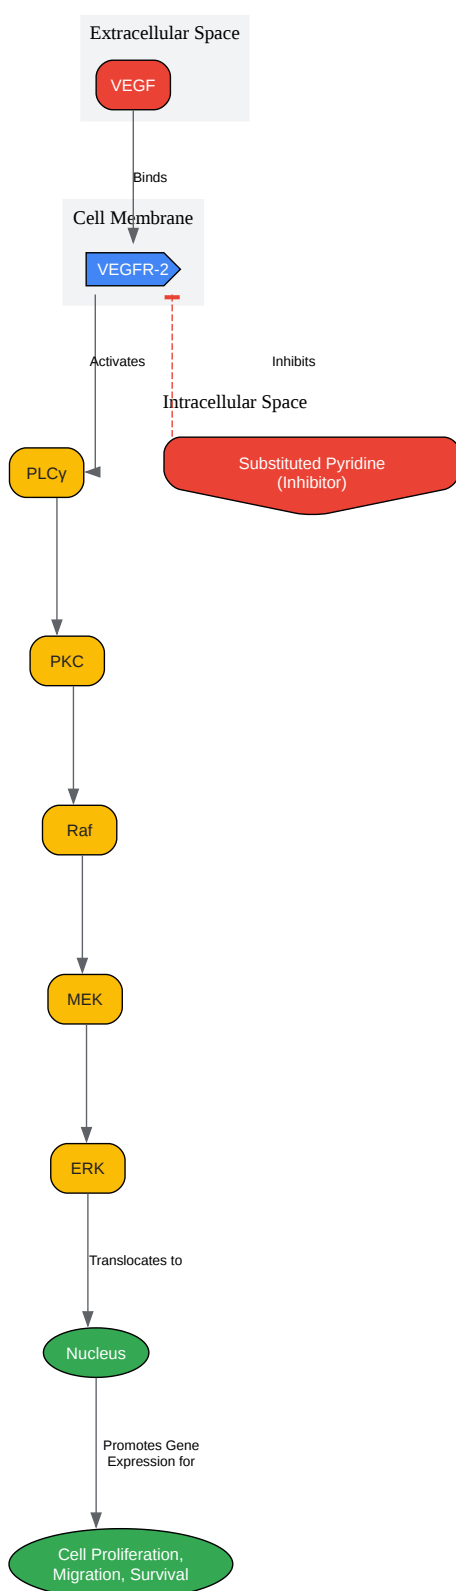 Extracellular Space
VEGF
Binds
Cell Membrane
VEGFR-2
Activates
Inhibits
Intracellular Space
PLCγ
Substituted Pyridine
(Inhibitor)
PKC
Raf
MEK
ERK
Translocates to
Nucleus
Promotes Gene
Expression for
Cell Proliferation,
Migration, Survival